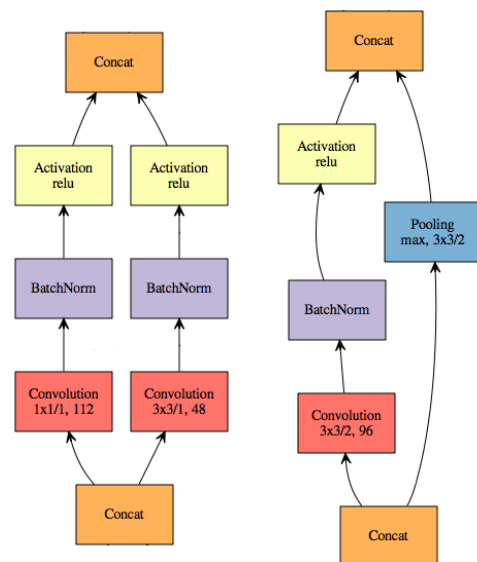 Concat
Activation
relu
Activation
relu
BatchNorm
BatchNorm
Convolution
1x1/1, 112
Convolution
3x3/1, 48
Concat
Concat
Activation
relu
Pooling
max, 3x3/2
BatchNorm
Convolution
3x3/2, 96
Concat